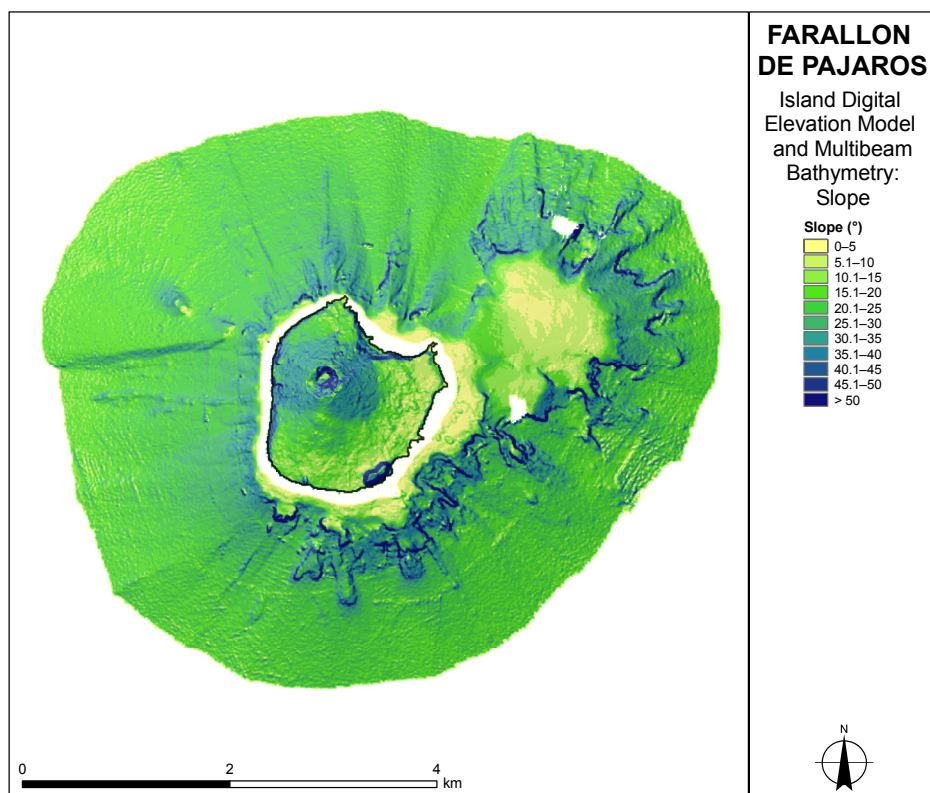 FARALLON
DE PAJAROS
Island Digital
Elevation Model
and Multibeam
Bathymetry:
Slope
Slope (°)
0–5
5.1–10
10.1–15
15.1–20
20.1–25
25.1–30
30.1–35
35.1–40
40.1–45
45.1–50
> 50
N
0 2 4
km